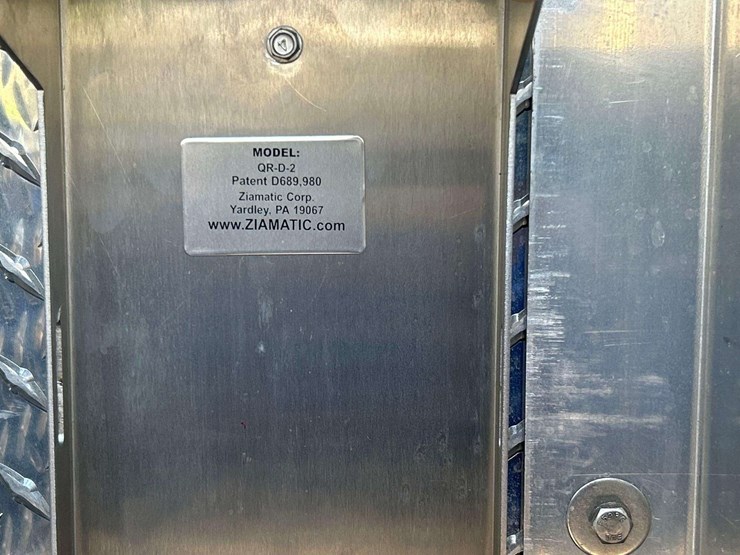 MODEL:
QR-D-2
Patent D689,980
Ziamatic Corp.
Yardley, PA 19067
www.ZIAMATIC.com